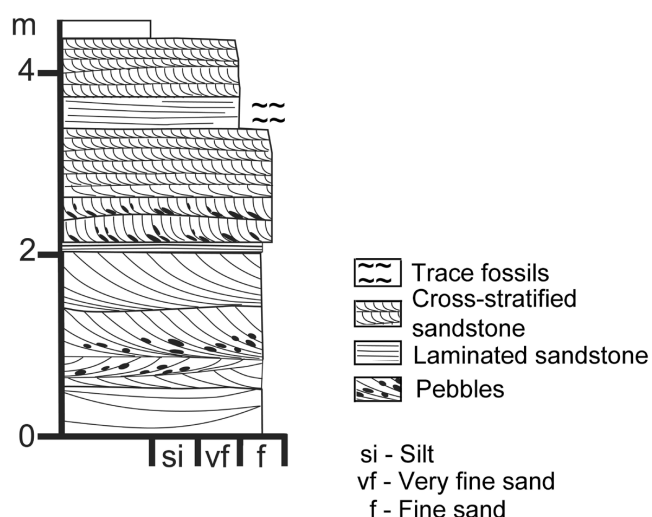 m
4
2
0
si vf f
Trace fossils
Cross-stratified
sandstone
Laminated sandstone
Pebbles
si - Silt
vf - Very fine sand
f - Fine sand